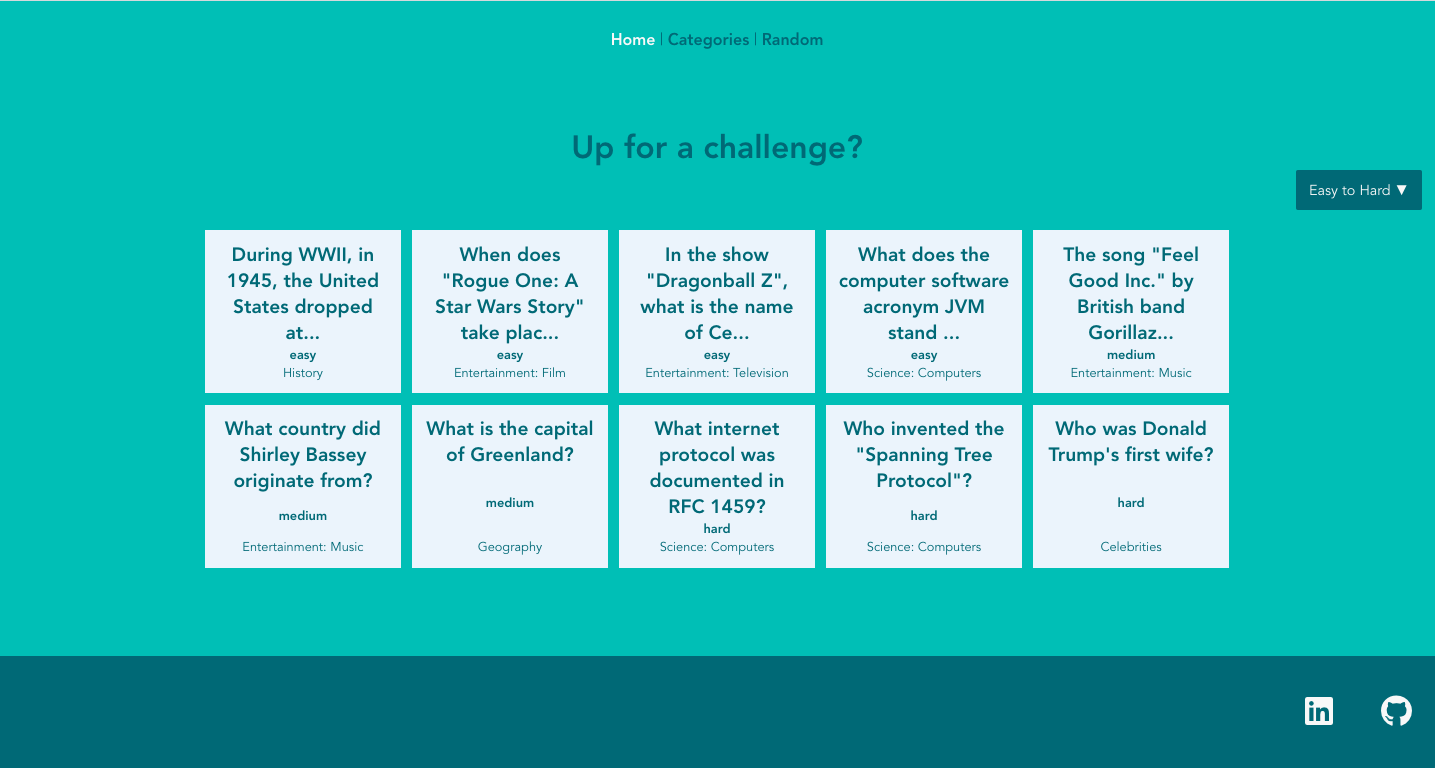 Home | Categories | Random
Up for a challenge?
Easy to Hard ▼
During WWII, in
1945, the United
States dropped
at...
easy
History
When does
"Rogue One: A
Star Wars Story"
take plac...
easy
Entertainment: Film
In the show
"Dragonball Z",
what is the name
of Ce...
easy
Entertainment: Television
What does the
computer software
acronym JVM
stand ...
easy
Science: Computers
The song "Feel
Good Inc." by
British band
Gorillaz...
medium
Entertainment: Music
What country did
Shirley Bassey
originate from?
medium
Entertainment: Music
What is the capital
of Greenland?
medium
Geography
What internet
protocol was
documented in
RFC 1459?
hard
Science: Computers
Who invented the
"Spanning Tree
Protocol"?
hard
Science: Computers
Who was Donald
Trump's first wife?
hard
Celebrities
in